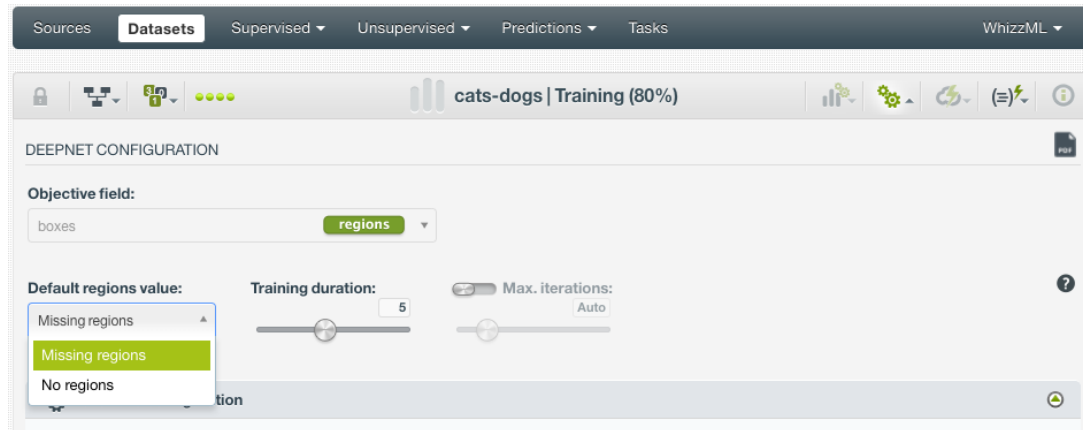 Sources Datasets Supervised Unsupervised Predictions Tasks WhizzML
cats-dogs | Training (80%)
DEEPNET CONFIGURATION
PDF
Objective field:
boxes regions
Default regions value: Training duration: Max. iterations:
5 Auto
Missing regions
Missing regions
No regions
tion